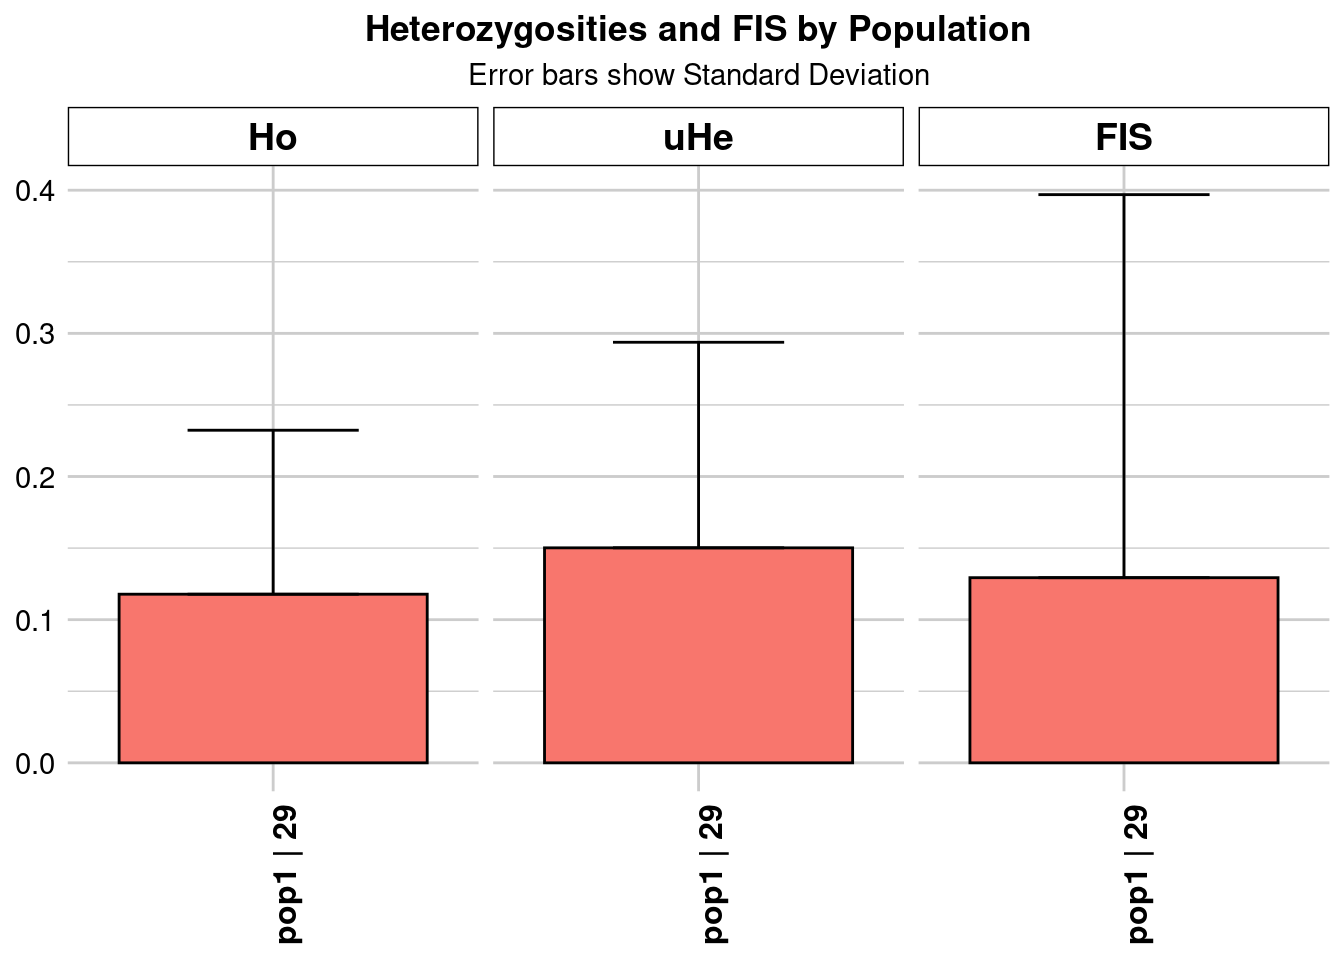 Heterozygosities and FIS by Population
Error bars show Standard Deviation
Ho
uHe
FIS
0.4
0.3
0.2
0.1
0.0
pop1 | 29
pop1 | 29
pop1 | 29